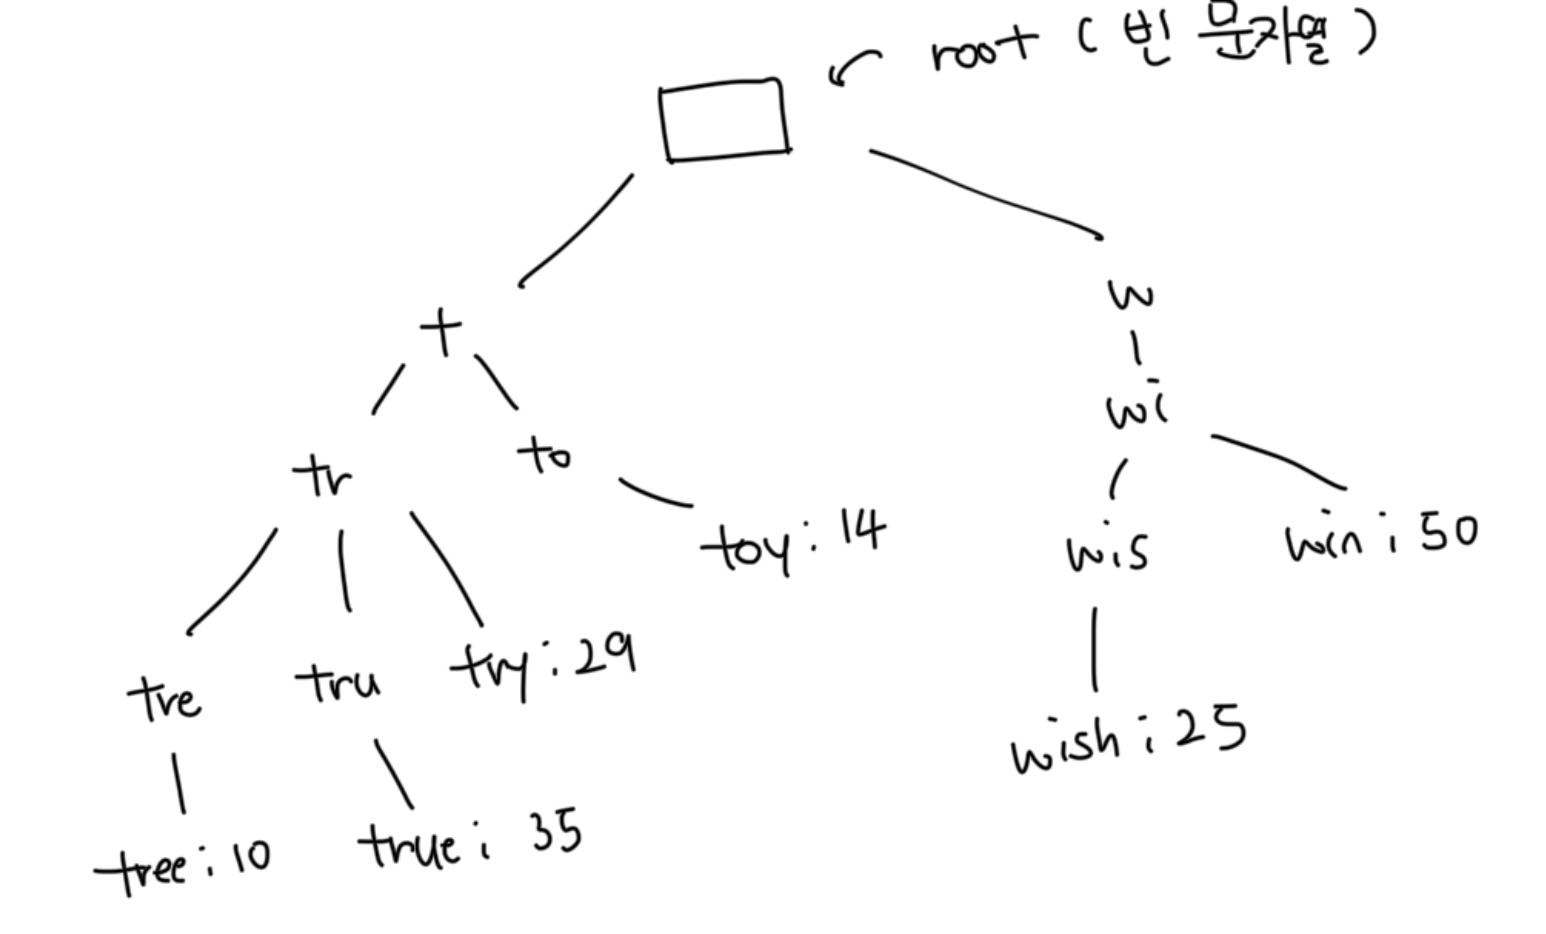 root ( 빈 문자열 )
t
w
tr
to
wi
toy : 14
wis
win : 50
tre
tru
try : 29
wish : 25
tree : 10
true : 35